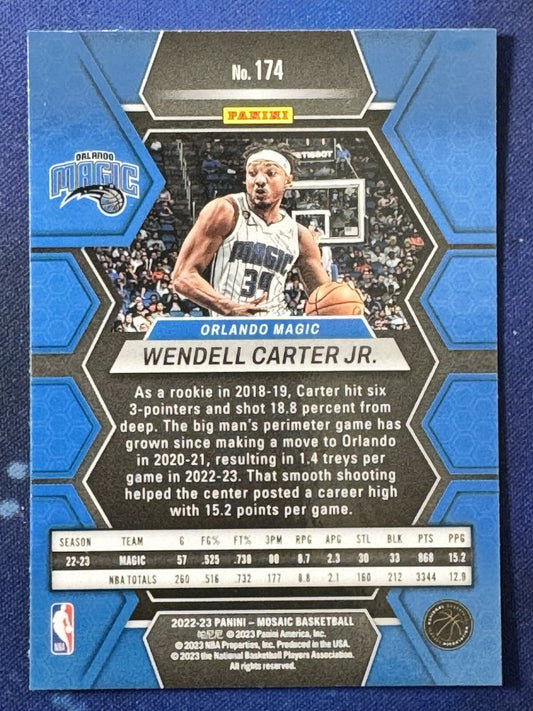 No. 174
PANINI
ORLANDO
MAGIC
TISSOT
MAGIC
34
ORLANDO MAGIC
WENDELL CARTER JR.
As a rookie in 2018-19, Carter hit six
3-pointers and shot 18.8 percent from
deep. The big man's perimeter game has
grown since making a move to Orlando
in 2020-21, resulting in 1.4 treys per
game in 2022-23. That smooth shooting
helped the center posted a career high
with 15.2 points per game.
SEASON TEAM G FG% FT% 3PM RPG APG STL BLK PTS PPG
22-23 MAGIC 57 .525 .738 80 8.7 2.3 30 33 868 15.2
NBA TOTALS 260 .516 .732 177 8.8 2.1 160 212 3344 12.9
2022-23 PANINI – MOSAIC BASKETBALL
帕尼尼 © 2023 Panini America, Inc.
© 2023 NBA Properties, Inc. Produced in the USA.
© 2023 the National Basketball Players Association.
All rights reserved.
NBA